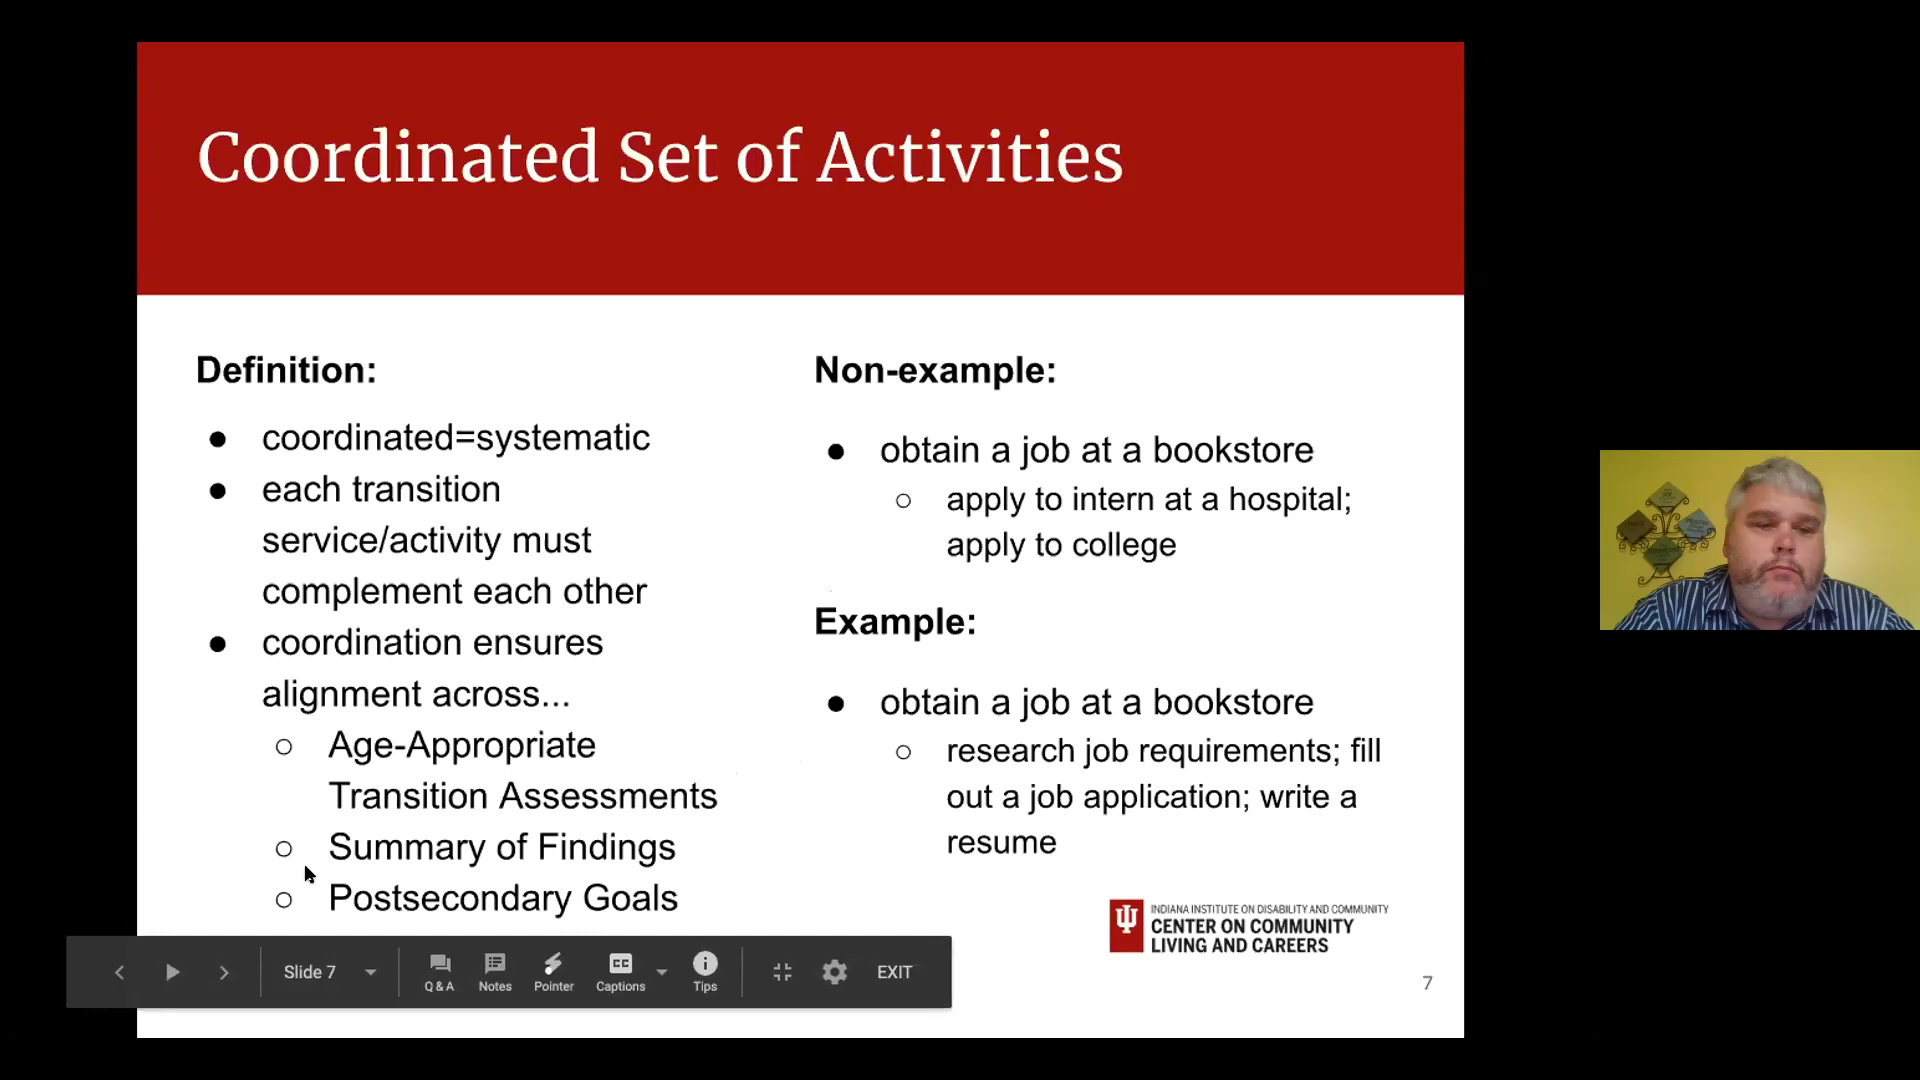 Coordinated Set of Activities
Definition:
● coordinated=systematic
● each transition
service/activity must
complement each other
● coordination ensures
alignment across...
○ Age-Appropriate
Transition Assessments
○ Summary of Findings
○ Postsecondary Goals
Non-example:
● obtain a job at a bookstore
○ apply to intern at a hospital;
apply to college
Example:
● obtain a job at a bookstore
○ research job requirements; fill
out a job application; write a
resume
INDIANA INSTITUTE ON DISABILITY AND COMMUNITY
CENTER ON COMMUNITY
LIVING AND CAREERS
7
Slide 7
Q & A
Notes
Pointer
CC
Captions
Tips
EXIT